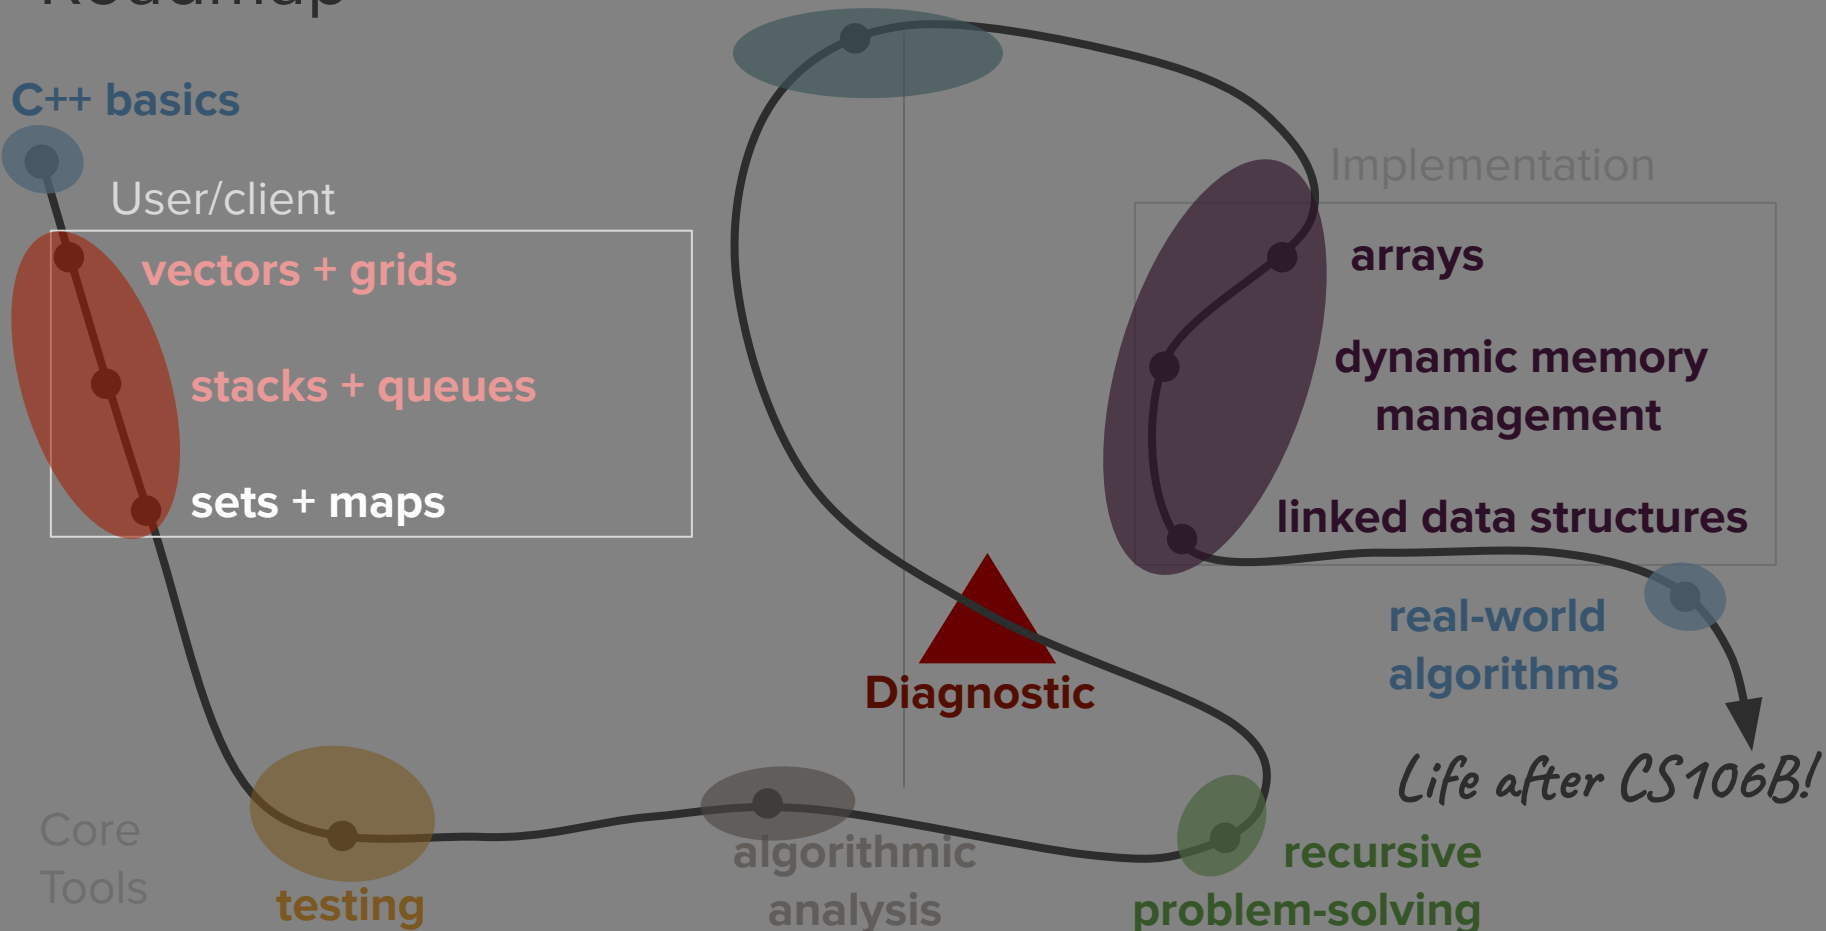 Roadmap
C++ basics
User/client
vectors + grids
stacks + queues
sets + maps
Implementation
arrays
dynamic memory
management
linked data structures
real-world
algorithms
Diagnostic
Life after CS106B!
Core
Tools
testing
algorithmic
analysis
recursive
problem-solving